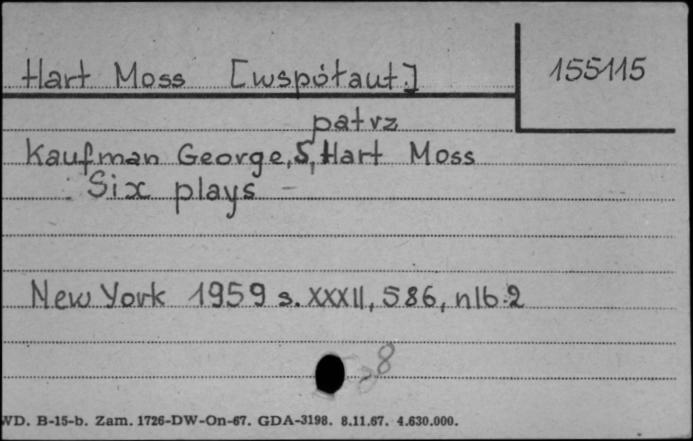 Hart Moss [współaut.]
155115
patrz
Kaufman George, S, Hart Moss
: Six plays -
New York 1959 s. XXXII, 586, nlb. 2
8
WD. B-15-b. Zam. 1726-DW-On-67. GDA-3198. 8.11.67. 4.630.000.